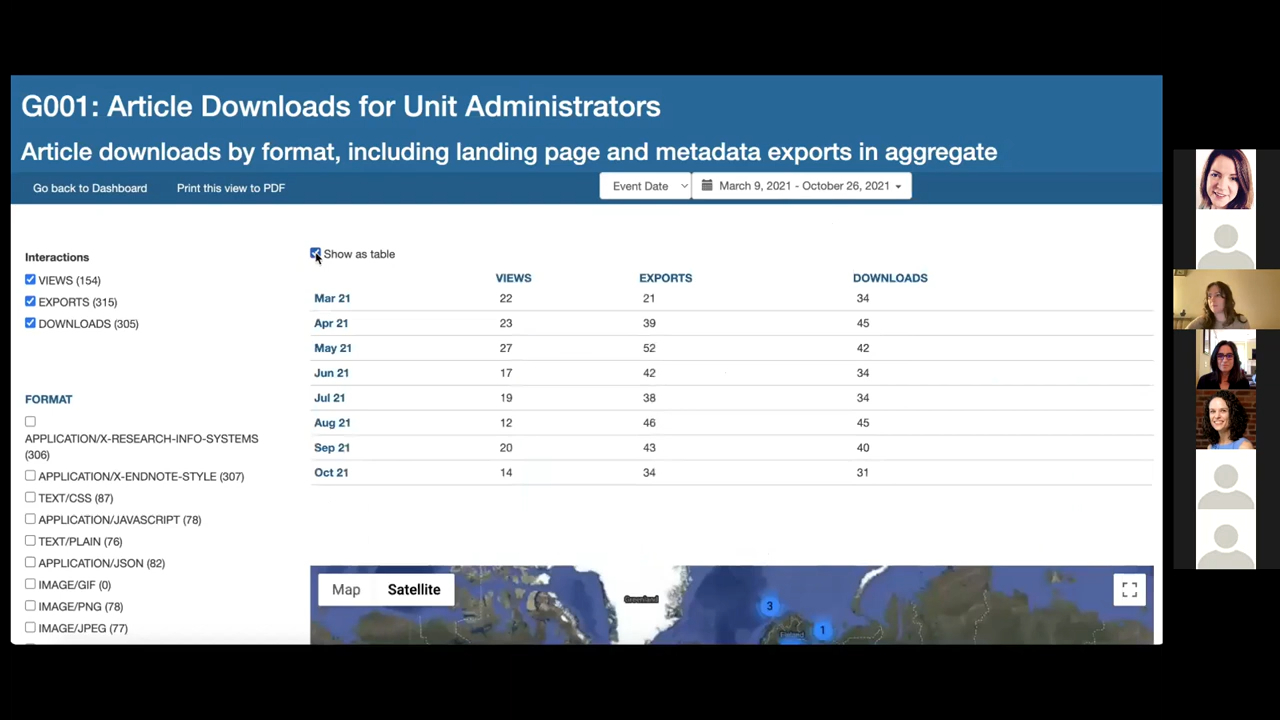 G001: Article Downloads for Unit Administrators
Article downloads by format, including landing page and metadata exports in aggregate
Go back to Dashboard Print this view to PDF Event Date March 9, 2021 - October 26, 2021
Interactions
VIEWS (154)
EXPORTS (315)
DOWNLOADS (305)
FORMAT
APPLICATION/X-RESEARCH-INFO-SYSTEMS
(306)
APPLICATION/X-ENDNOTE-STYLE (307)
TEXT/CSS (87)
APPLICATION/JAVASCRIPT (78)
TEXT/PLAIN (76)
APPLICATION/JSON (82)
IMAGE/GIF (0)
IMAGE/PNG (78)
IMAGE/JPEG (77)
Show as table
VIEWS EXPORTS DOWNLOADS
Mar 21 22 21 34
Apr 21 23 39 45
May 21 27 52 42
Jun 21 17 42 34
Jul 21 19 38 34
Aug 21 12 46 45
Sep 21 20 43 40
Oct 21 14 34 31
Map Satellite
Greenland
3
1